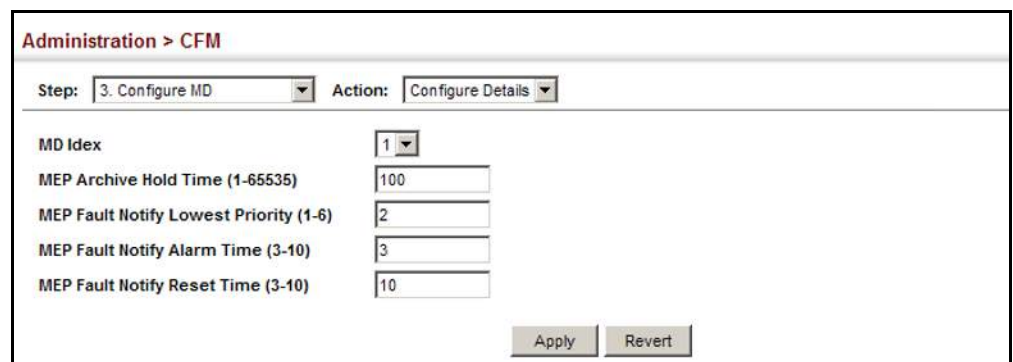 Administration > CFM
Step: 3. Configure MD Action: Configure Details
MD Idex 1
MEP Archive Hold Time (1-65535) 100
MEP Fault Notify Lowest Priority (1-6) 2
MEP Fault Notify Alarm Time (3-10) 3
MEP Fault Notify Reset Time (3-10) 10
Apply Revert